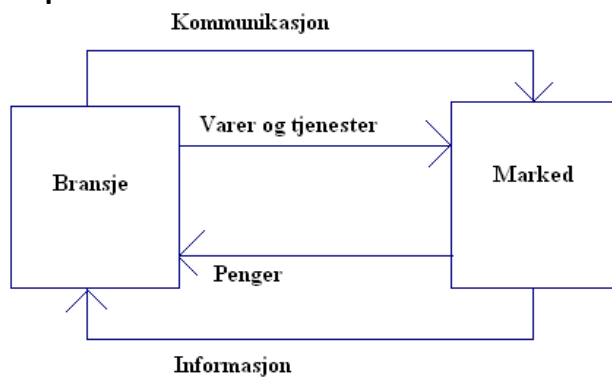 Kommunikasjon
Varer og tjenester
Bransje
Marked
Penger
Informasjon